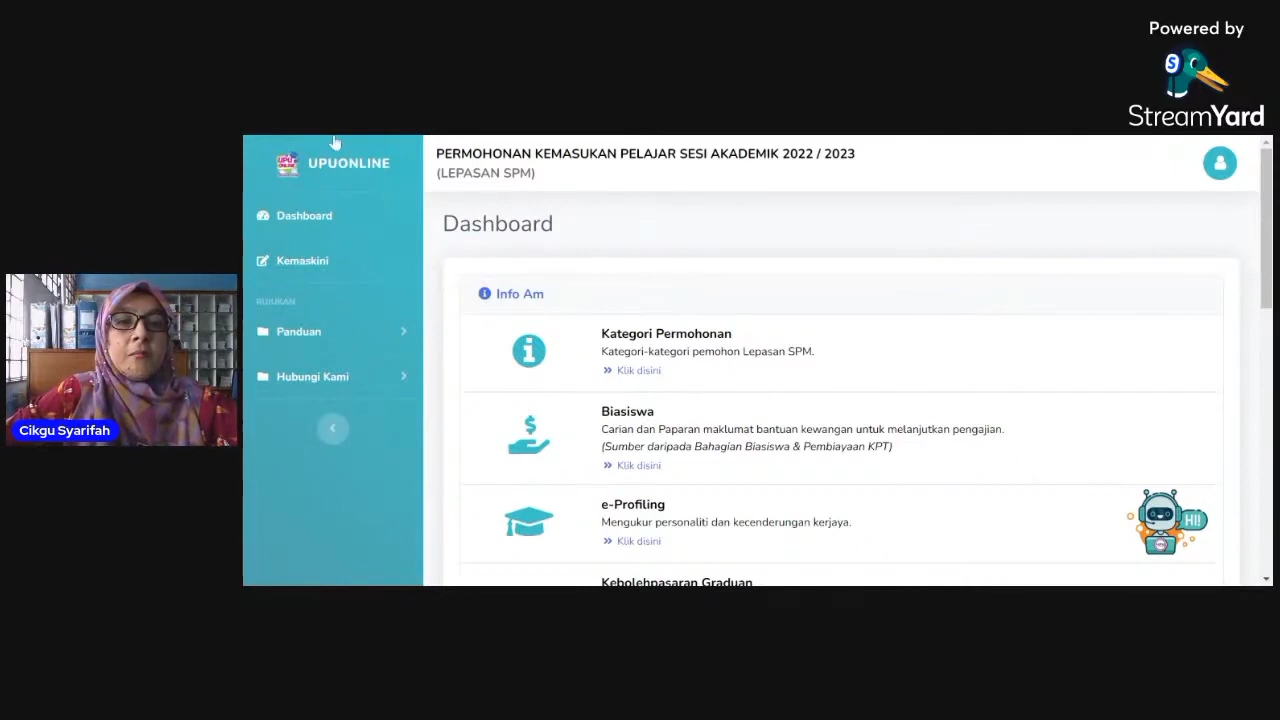 Powered by
StreamYard
UPUONLINE
Dashboard
Kemaskini
RUJUKAN
Panduan
Hubungi Kami
PERMOHONAN KEMASUKAN PELAJAR SESI AKADEMIK 2022 / 2023
(LEPASAN SPM)
Dashboard
Info Am
Kategori Permohonan
Kategori-kategori pemohon Lepasan SPM.
Klik disini
Biasiswa
Carian dan Paparan maklumat bantuan kewangan untuk melanjutkan pengajian.
(Sumber daripada Bahagian Biasiswa & Pembiayaan KPT)
Klik disini
e-Profiling
Mengukur personaliti dan kecenderungan kerjaya.
Klik disini
HI!
Kebolehpasaran Graduan
Cikgu Syarifah